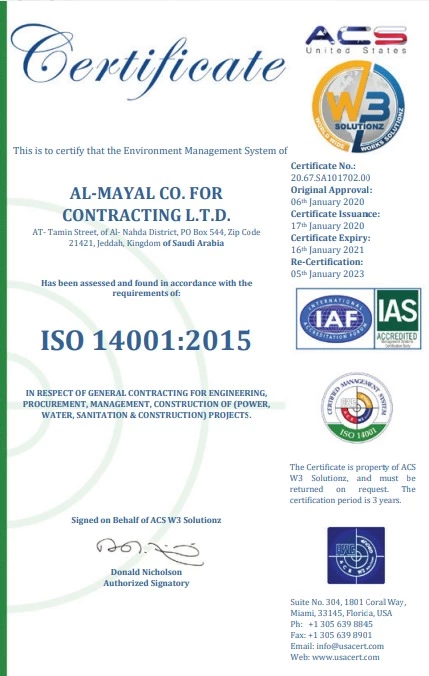 Certificate
This is to certify that the Environment Management System of
AL-MAYAL CO. FOR
CONTRACTING L.T.D.
AT- Tamin Street, of Al- Nahda District, PO Box 544, Zip Code
21421, Jeddah, Kingdom of Saudi Arabia
Has been assessed and found in accordance with the
requirements of:
ISO 14001:2015
IN RESPECT OF GENERAL CONTRACTING FOR ENGINEERING,
PROCUREMENT, MANAGEMENT, CONSTRUCTION OF (POWER,
WATER, SANITATION & CONSTRUCTION) PROJECTS.
Signed on Behalf of ACS W3 Solutionz
Donald Nicholson
Authorized Signatory
ACS
United States
W3
SOLUTIONZ
WORLD WIDE
WORKS SOLUTIONZ
Certificate No.:
20.67.SA101702.00
Original Approval:
06th January 2020
Certificate Issuance:
17th January 2020
Certificate Expiry:
16th January 2021
Re-Certification:
05th January 2023
INTERNATIONAL
IAF
ACCREDITATION FORUM
IAS
ACCREDITED
CERTIFIED MANAGEMENT SYSTEM
ISO 14001
The Certificate is property of ACS
W3 Solutionz, and must be
returned on request. The
certification period is 3 years.
Suite No. 304, 1801 Coral Way,
Miami, 33145, Florida, USA
Ph: +1 305 639 8845
Fax: +1 305 639 8901
Email: info@usacert.com
Web: www.usacert.com